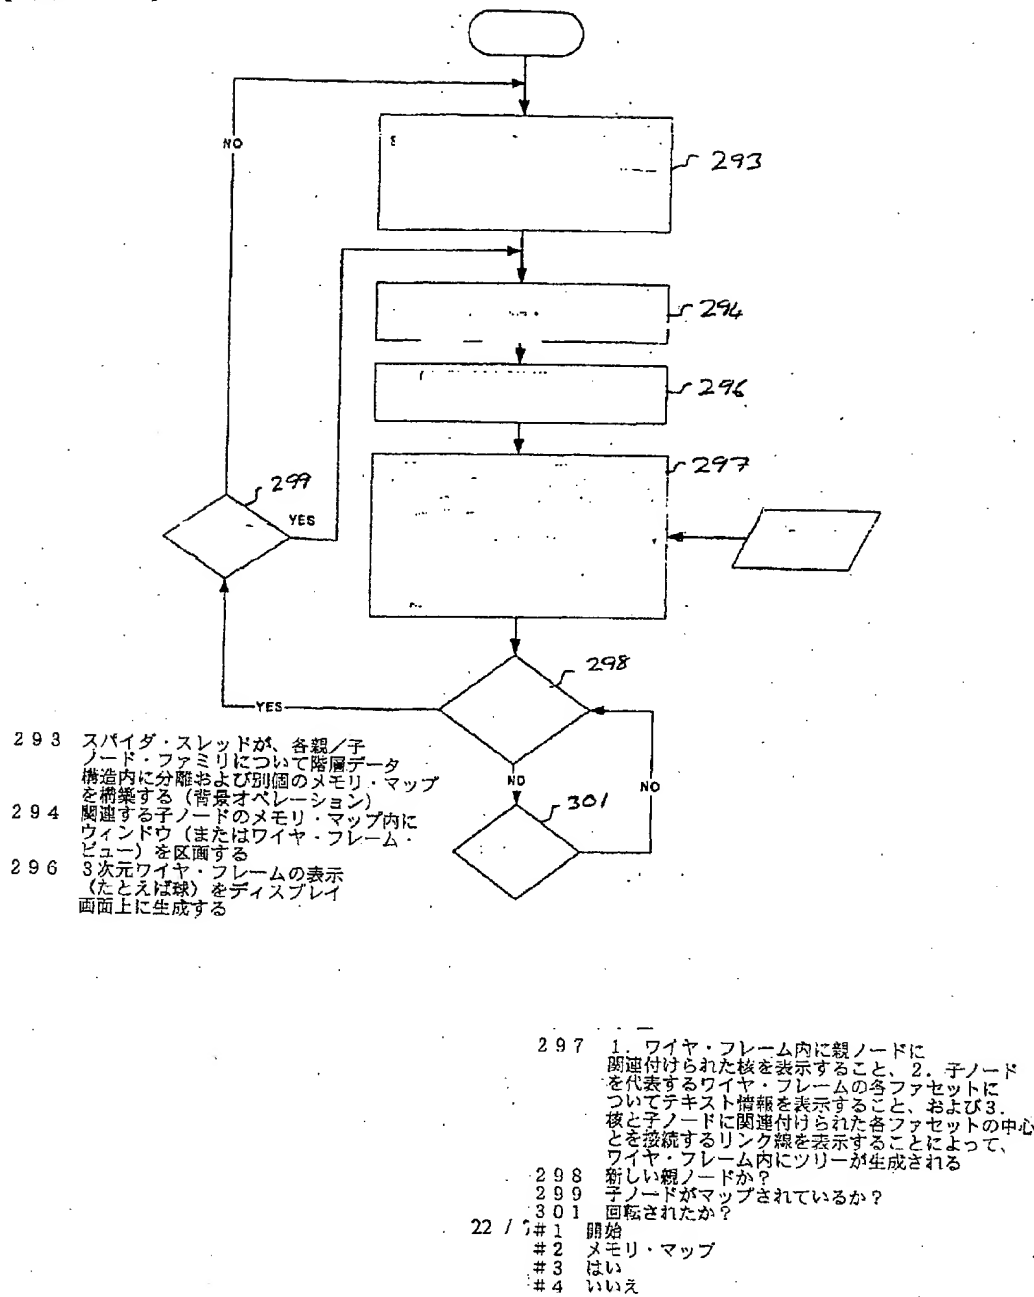 NO
293
294
296
297
299
YES
298
YES
NO
NO
301
293 スパイダ・スレッドが、各親／子
ノード・ファミリについて階層データ
構造内に分離および別個のメモリ・マップ
を構築する（背景オペレーション）
294 関連する子ノードのメモリ・マップ内に
ウィンドウ（またはワイヤ・フレーム・
ビュー）を区画する
296 3次元ワイヤ・フレームの表示
（たとえば球）をディスプレイ
画面上に生成する
297 1．ワイヤ・フレーム内に親ノードに
関連付けられた核を表示すること、2．子ノード
を代表するワイヤ・フレームの各ファセットに
ついてテキスト情報を表示すること、および3．
核と子ノードに関連付けられた各ファセットの中心
とを接続するリンク線を表示することによって、
ワイヤ・フレーム内にツリーが生成される
298 新しい親ノードか？
299 子ノードがマップされているか？
301 回転されたか？
22 /
#1 開始
#2 メモリ・マップ
#3 はい
#4 いいえ